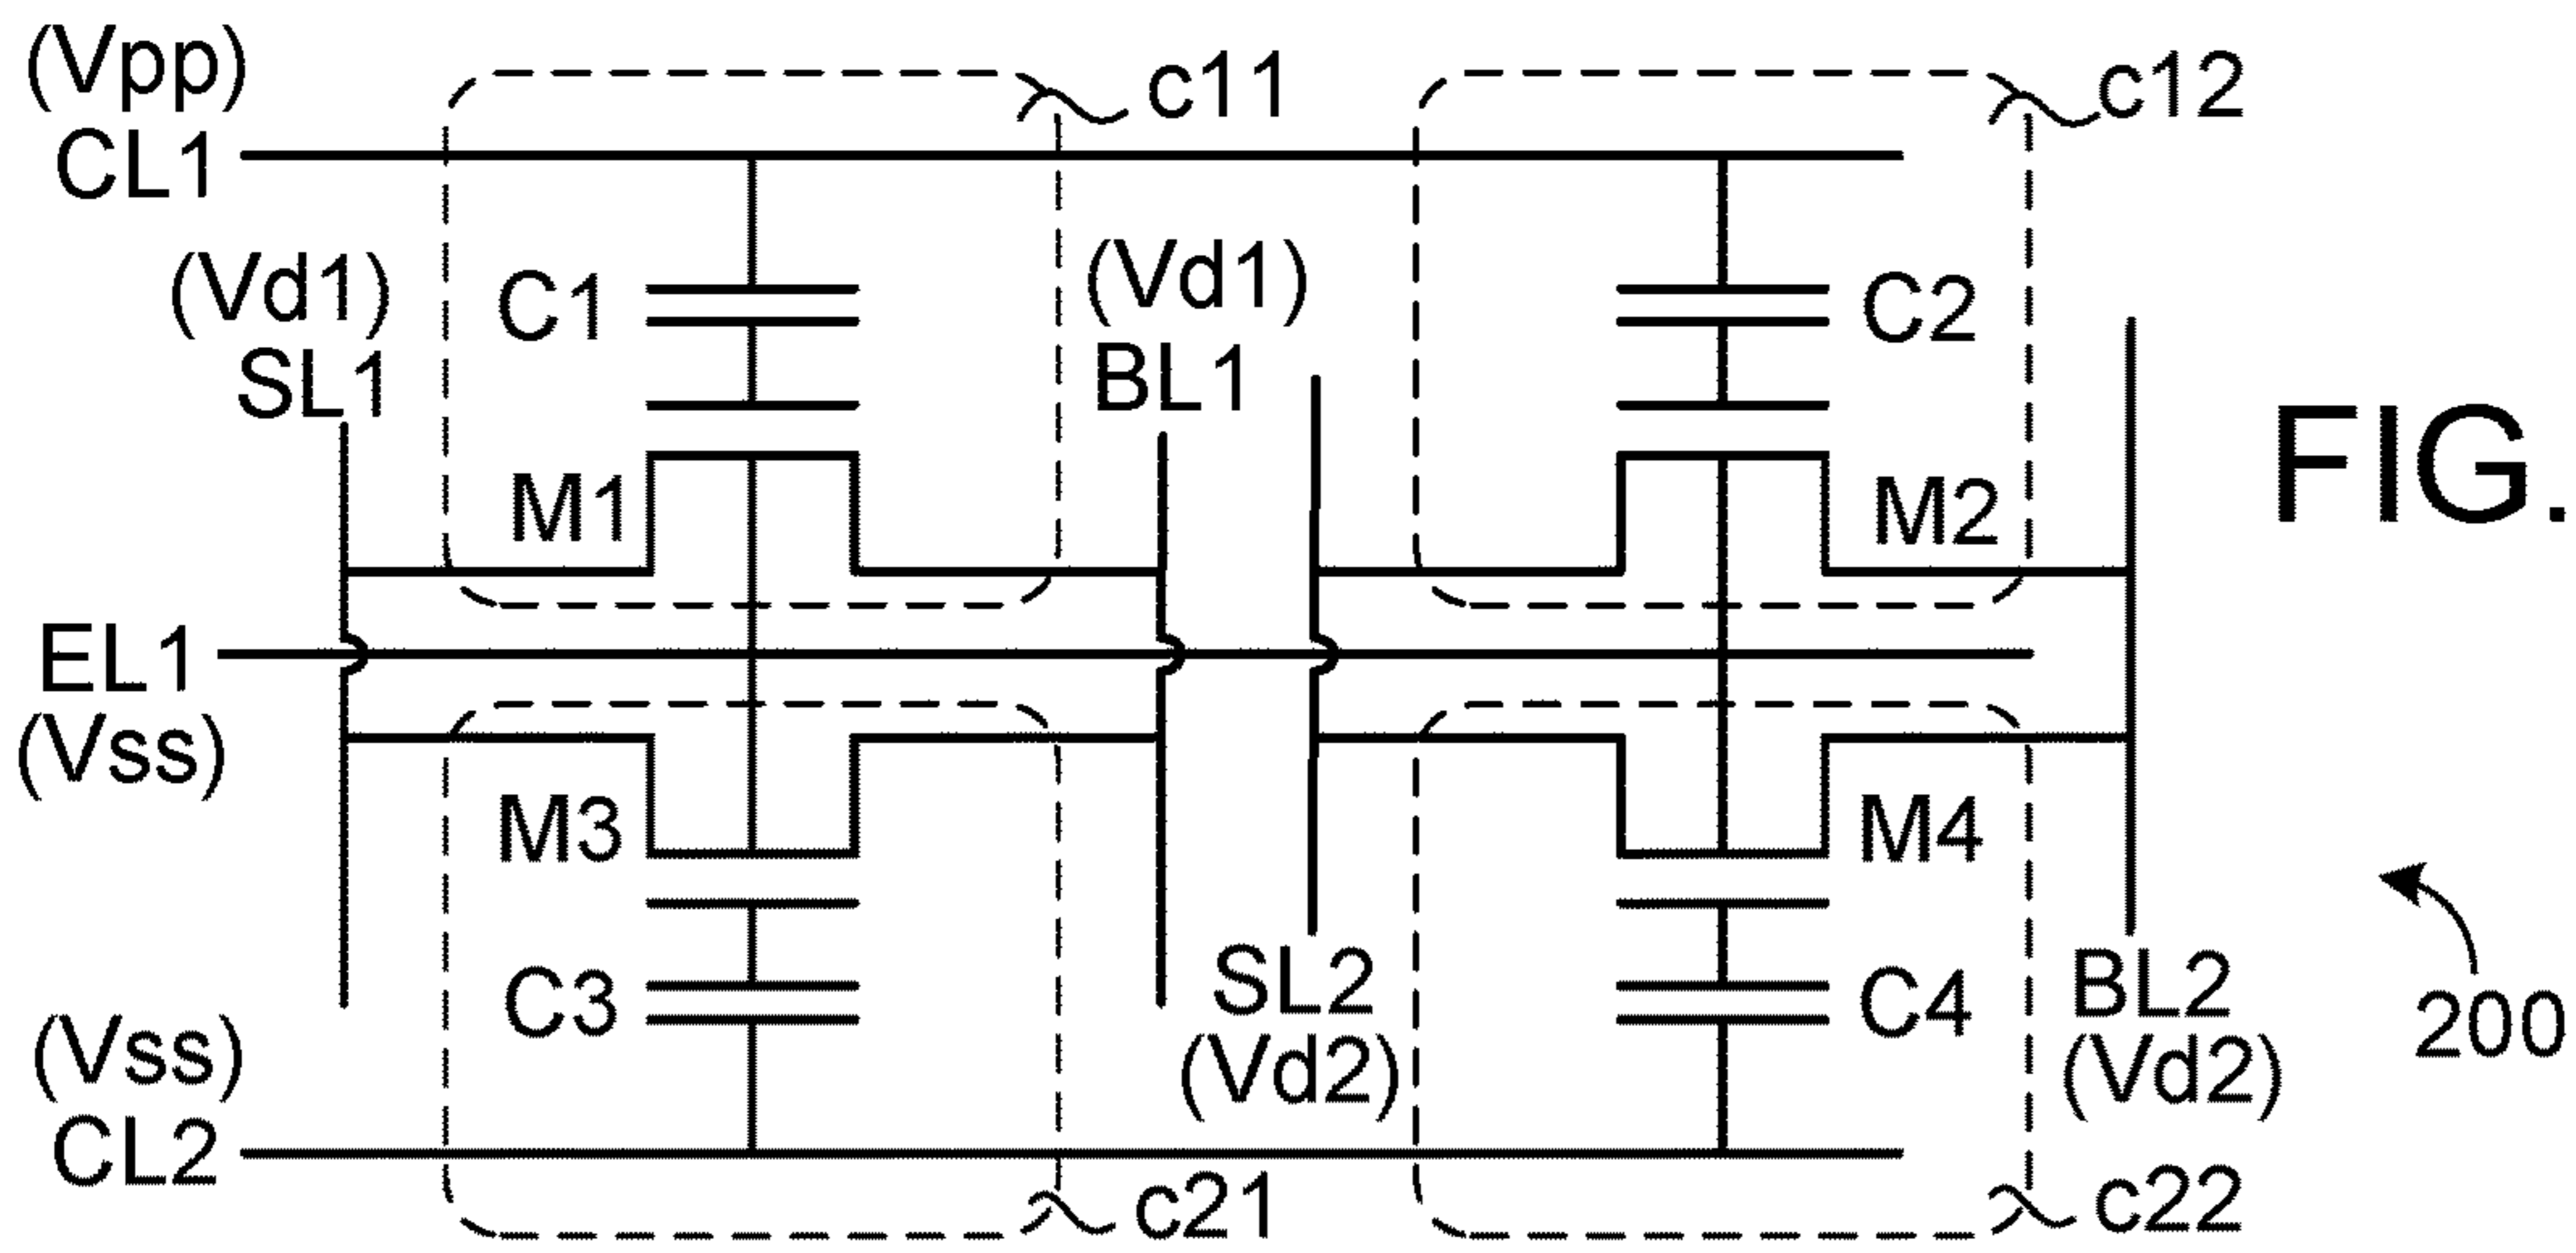 (Vpp)
CL1
c11
c12
(Vd1)
SL1
C1
(Vd1)
BL1
C2
M1
M2
FIG.
EL1
(Vss)
M3
M4
C3
SL2
(Vd2)
C4
BL2
(Vd2)
200
(Vss)
CL2
c21
c22